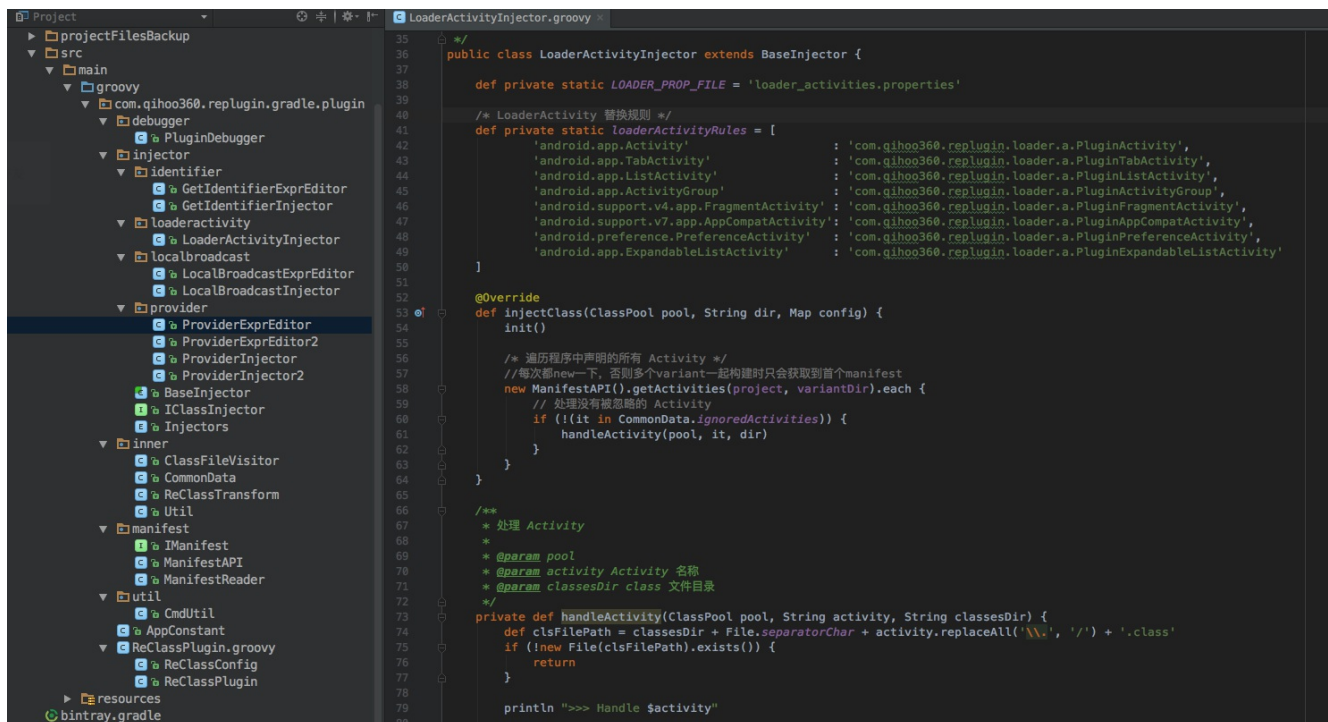 Project
projectFilesBackup
src
main
groovy
com.qihoo360.replugin.gradle.plugin
debugger
PluginDebugger
injector
identifier
GetIdentifierExprEditor
GetIdentifierInjector
loaderactivity
LoaderActivityInjector
localbroadcast
LocalBroadcastExprEditor
LocalBroadcastInjector
provider
ProviderExprEditor
ProviderExprEditor2
ProviderInjector
ProviderInjector2
BaseInjector
IClassInjector
Injectors
inner
ClassFileVisitor
CommonData
ReClassTransform
Util
manifest
IManifest
ManifestAPI
ManifestReader
util
CmdUtil
AppConstant
ReClassPlugin.groovy
ReClassConfig
ReClassPlugin
resources
bintray.gradle
LoaderActivityInjector.groovy
35 */
36 public class LoaderActivityInjector extends BaseInjector {
37
38 def private static LOADER_PROP_FILE = 'loader_activities.properties'
39
40 /* LoaderActivity 替换规则 */
41 def private static loaderActivityRules = [
42 'android.app.Activity' : 'com.qihoo360.replugin.loader.a.PluginActivity',
43 'android.app.TabActivity' : 'com.qihoo360.replugin.loader.a.PluginTabActivity',
44 'android.app.ListActivity' : 'com.qihoo360.replugin.loader.a.PluginListActivity',
45 'android.app.ActivityGroup' : 'com.qihoo360.replugin.loader.a.PluginActivityGroup',
46 'android.support.v4.app.FragmentActivity' : 'com.qihoo360.replugin.loader.a.PluginFragmentActivity',
47 'android.support.v7.app.AppCompatActivity' : 'com.qihoo360.replugin.loader.a.PluginAppCompatActivity',
48 'android.preference.PreferenceActivity' : 'com.qihoo360.replugin.loader.a.PluginPreferenceActivity',
49 'android.app.ExpandableListActivity' : 'com.qihoo360.replugin.loader.a.PluginExpandableListActivity'
50 ]
51
52 @Override
53 def injectClass(ClassPool pool, String dir, Map config) {
54 init()
55
56 /* 遍历程序中声明的所有 Activity */
57 //每次都new一下，否则多个variant一起构建时只会获取到首个manifest
58 new ManifestAPI().getActivities(project, variantDir).each {
59 // 处理没有被忽略的 Activity
60 if (!(it in CommonData.ignoredActivities)) {
61 handleActivity(pool, it, dir)
62 }
63 }
64 }
65
66 /**
67 * 处理 Activity
68 *
69 * @param pool
70 * @param activity Activity 名称
71 * @param classesDir class 文件目录
72 */
73 private def handleActivity(ClassPool pool, String activity, String classesDir) {
74 def clsFilePath = classesDir + File.separatorChar + activity.replaceAll('\\.', '/') + '.class'
75 if (!new File(clsFilePath).exists()) {
76 return
77 }
78
79 println ">>> Handle $activity"